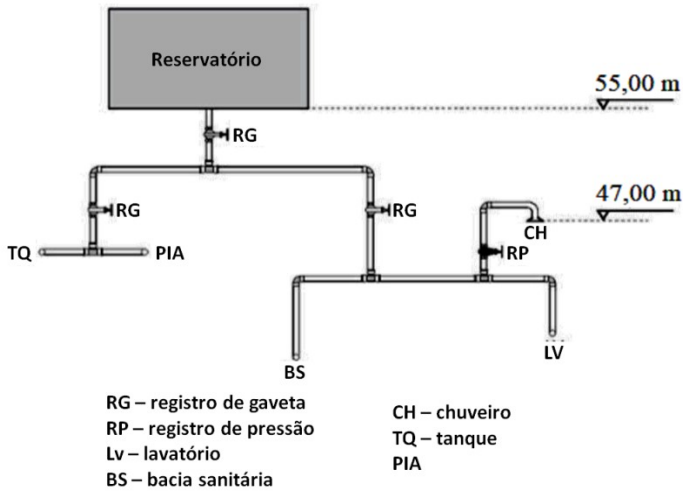 Reservatório
55,00 m
RG
47,00 m
RG
RG
CH
TQ
PIA
RP
BS
LV
RG – registro de gaveta
RP – registro de pressão
Lv – lavatório
BS – bacia sanitária
CH – chuveiro
TQ – tanque
PIA